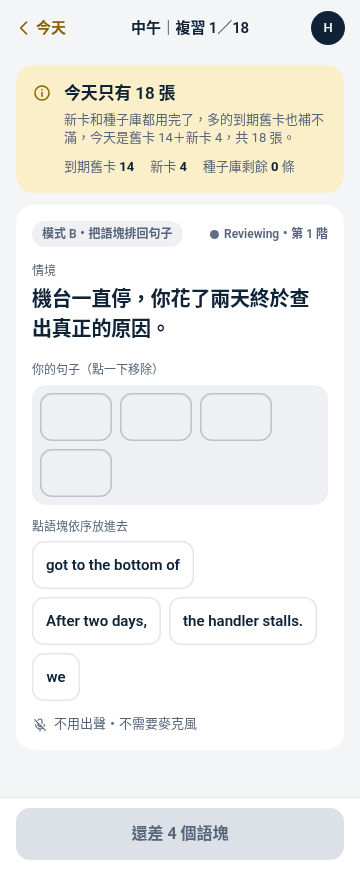 今天
中午｜複習 1／18
H
今天只有 18 張
新卡和種子庫都用完了，多的到期舊卡也補不
滿，今天是舊卡 14＋新卡 4，共 18 張。
到期舊卡 14 新卡 4 種子庫剩餘 0 條
模式 B・把語塊排回句子
Reviewing・第 1 階
情境
機台一直停，你花了兩天終於查
出真正的原因。
你的句子（點一下移除）
點語塊依序放進去
got to the bottom of
After two days,
the handler stalls.
we
不用出聲・不需要麥克風
還差 4 個語塊